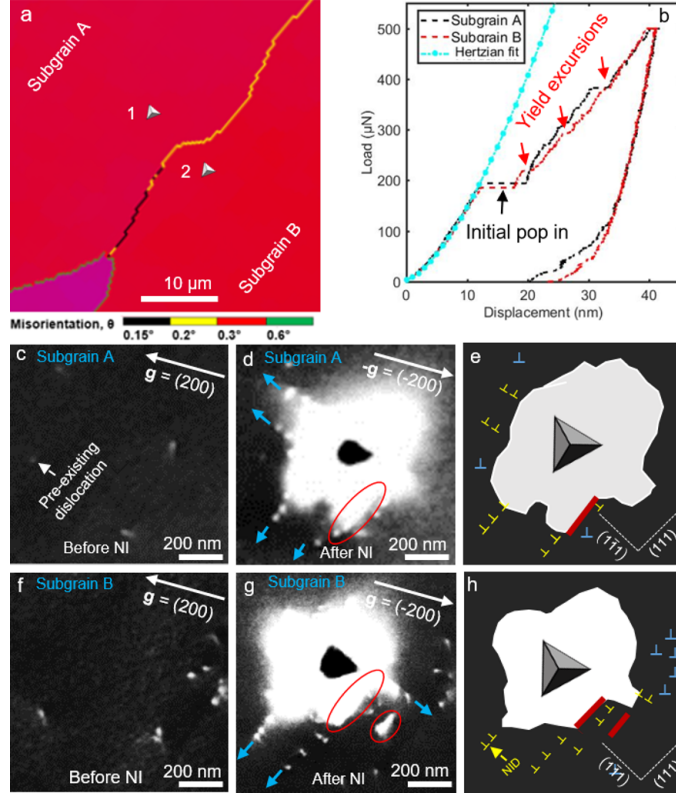 a
Subgrain A
1
2
Subgrain B
10 µm
Misorientation, θ
0.15°
0.2°
0.3°
0.6°
b
Subgrain A
Subgrain B
Hertzian fit
Yield excursions
Initial pop in
Load (µN)
500
400
300
200
100
0
0
10
20
30
40
Displacement (nm)
c
Subgrain A
g = (200)
Pre-existing
dislocation
Before NI
200 nm
d
Subgrain A
-g = (-200)
After NI
200 nm
e
(111)
f
Subgrain B
g = (200)
Before NI
200 nm
g
Subgrain B
g = (-200)
After NI
200 nm
h
NID
(111)